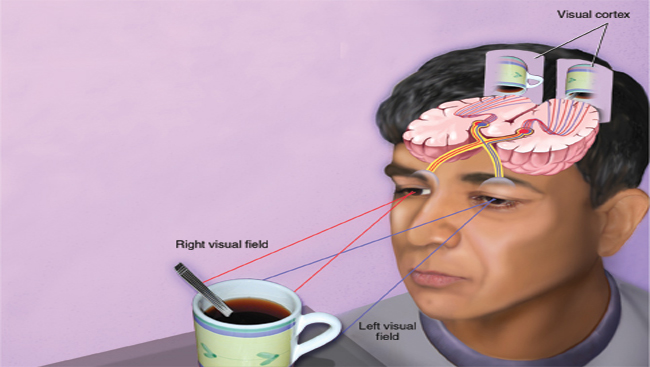 Visual cortex
Right visual field
Left visual
field